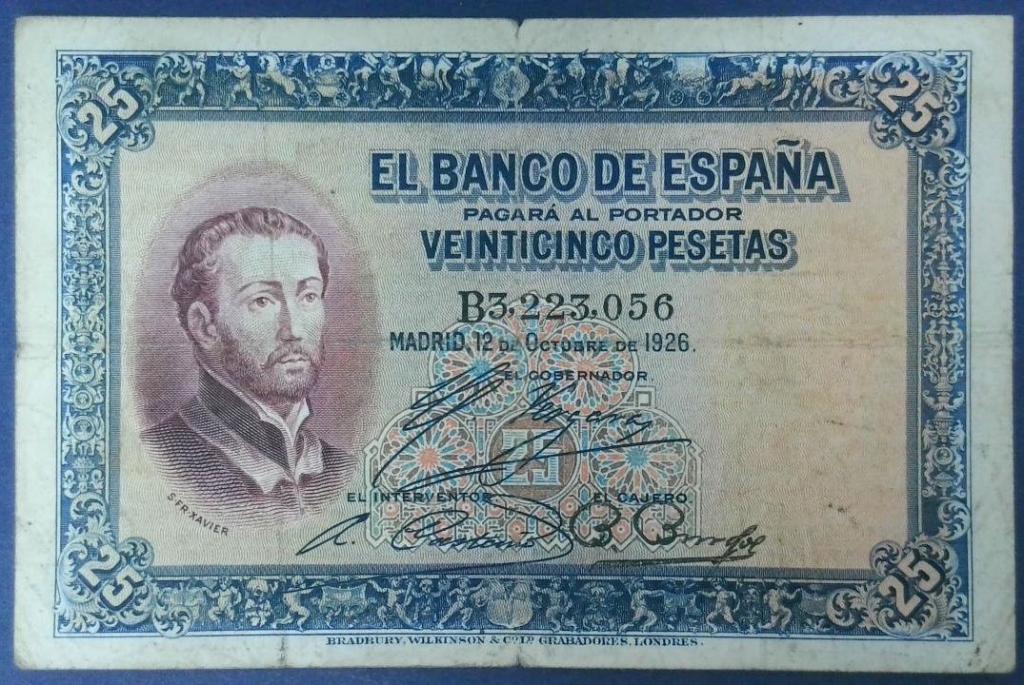 25
25
EL BANCO DE ESPAÑA
PAGARÁ AL PORTADOR
VEINTICINCO PESETAS
B3,223,056
MADRID, 12 DE OCTUBRE DE 1926.
EL GOBERNADOR.
25
EL INTERVENTOR
EL CAJERO
S. FR. XAVIER
25
25
BRADBURY, WILKINSON & Cº Lᴰ GRABADORES, LONDRES.